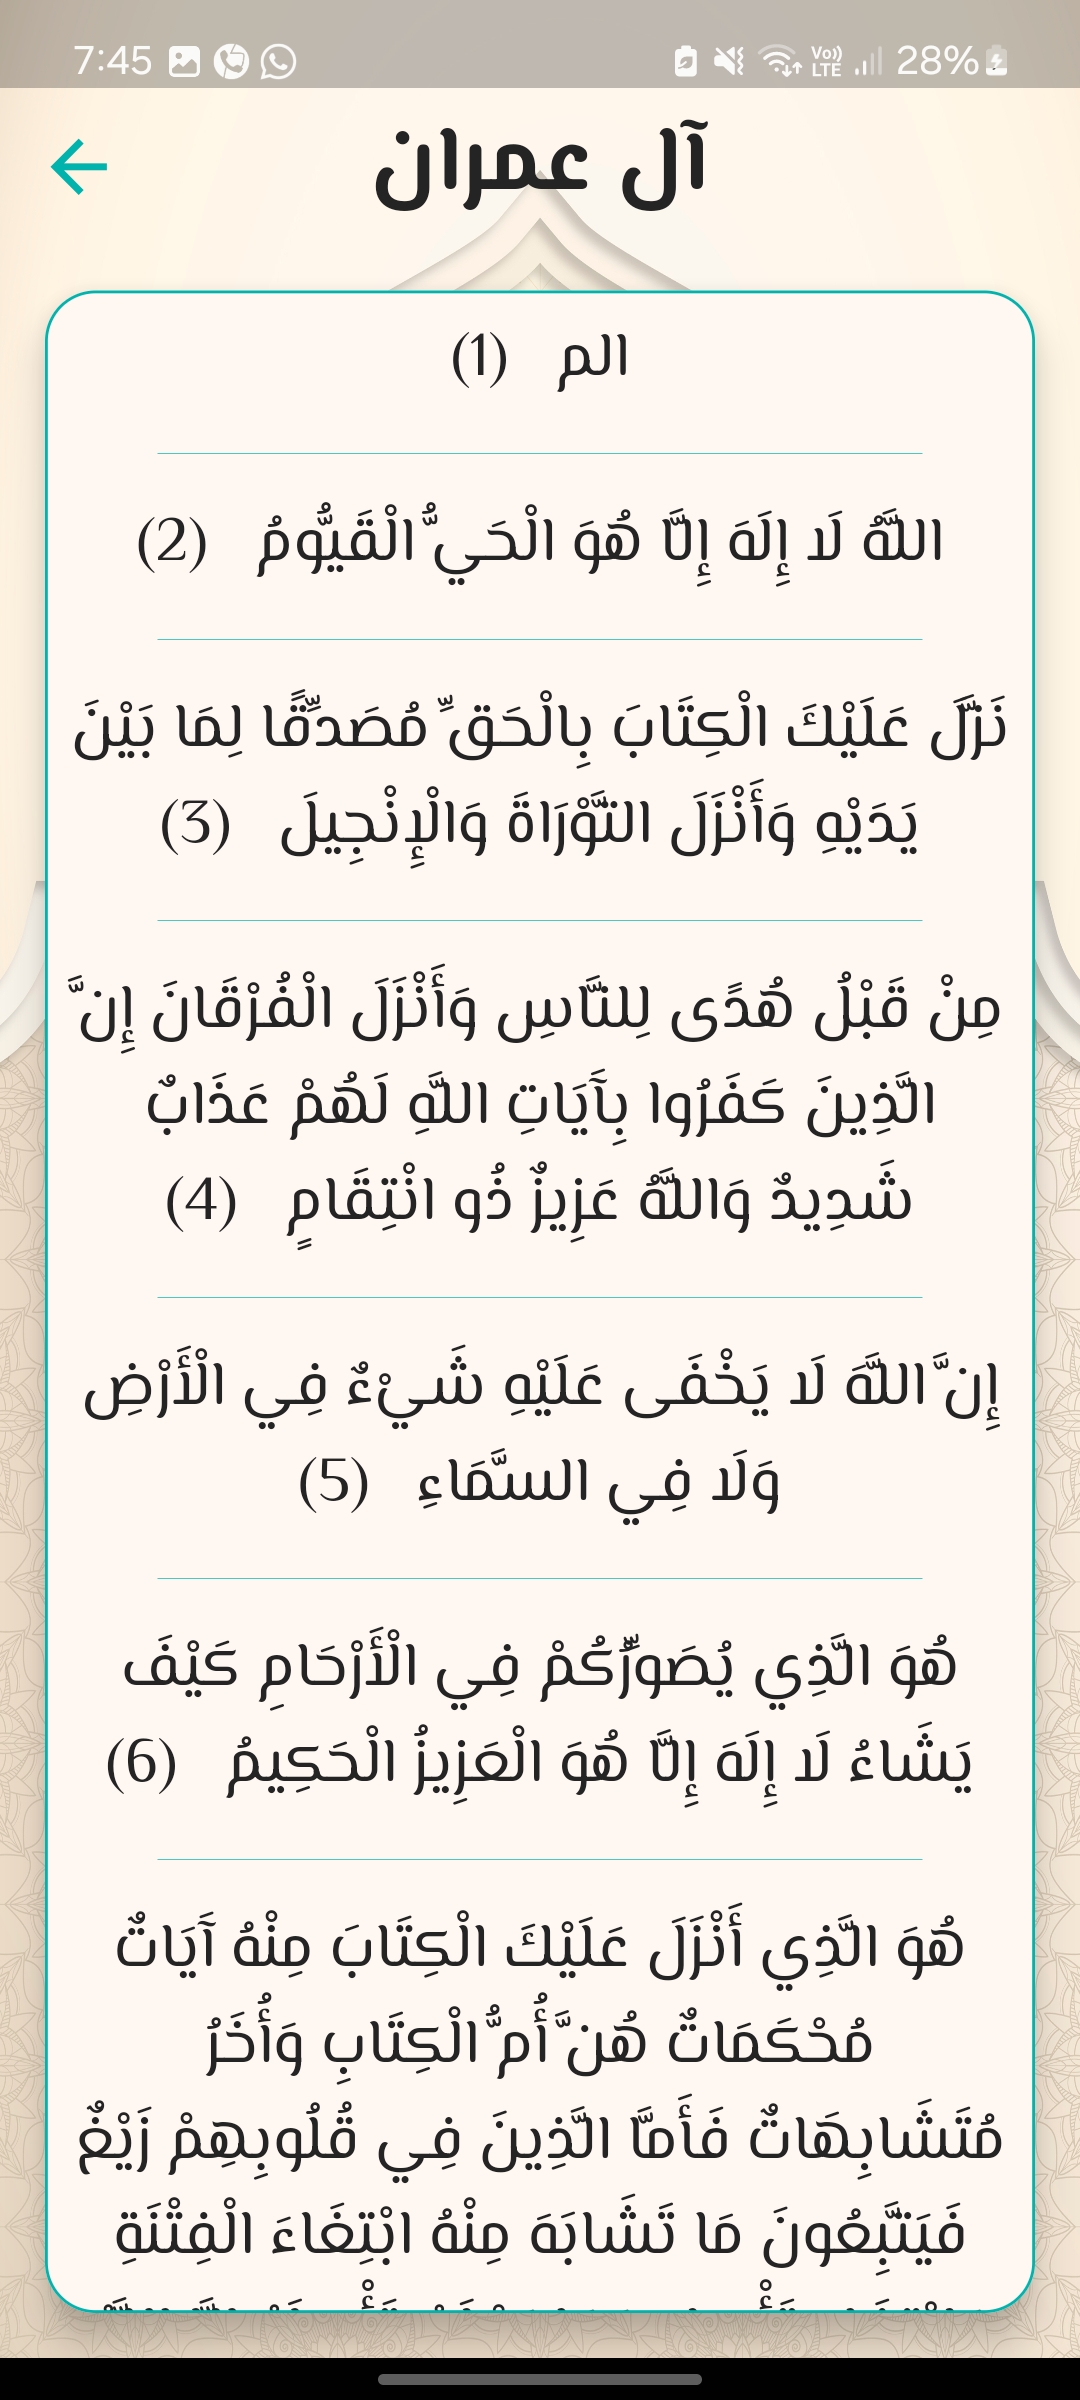 7:45 Vo)) LTE 28%
آل عمران
الم (1)
اللَّهُ لَا إِلَهَ إِلَّا هُوَ الْحَيُّ الْقَيُّومُ (2)
نَزَّلَ عَلَيْكَ الْكِتَابَ بِالْحَقِّ مُصَدِّقًا لِمَا بَيْنَ
يَدَيْهِ وَأَنْزَلَ التَّوْرَاةَ وَالْإِنْجِيلَ (3)
مِنْ قَبْلُ هُدًى لِلنَّاسِ وَأَنْزَلَ الْفُرْقَانَ إِنَّ
الَّذِينَ كَفَرُوا بِآيَاتِ اللَّهِ لَهُمْ عَذَابٌ
شَدِيدٌ وَاللَّهُ عَزِيزٌ ذُو انْتِقَامٍ (4)
إِنَّ اللَّهَ لَا يَخْفَى عَلَيْهِ شَيْءٌ فِي الْأَرْضِ
وَلَا فِي السَّمَاءِ (5)
هُوَ الَّذِي يُصَوِّرُكُمْ فِي الْأَرْحَامِ كَيْفَ
يَشَاءُ لَا إِلَهَ إِلَّا هُوَ الْعَزِيزُ الْحَكِيمُ (6)
هُوَ الَّذِي أَنْزَلَ عَلَيْكَ الْكِتَابَ مِنْهُ آيَاتٌ
مُحْكَمَاتٌ هُنَّ أُمُّ الْكِتَابِ وَأُخَرُ
مُتَشَابِهَاتٌ فَأَمَّا الَّذِينَ فِي قُلُوبِهِمْ زَيْغٌ
فَيَتَّبِعُونَ مَا تَشَابَهَ مِنْهُ ابْتِغَاءَ الْفِتْنَةِ